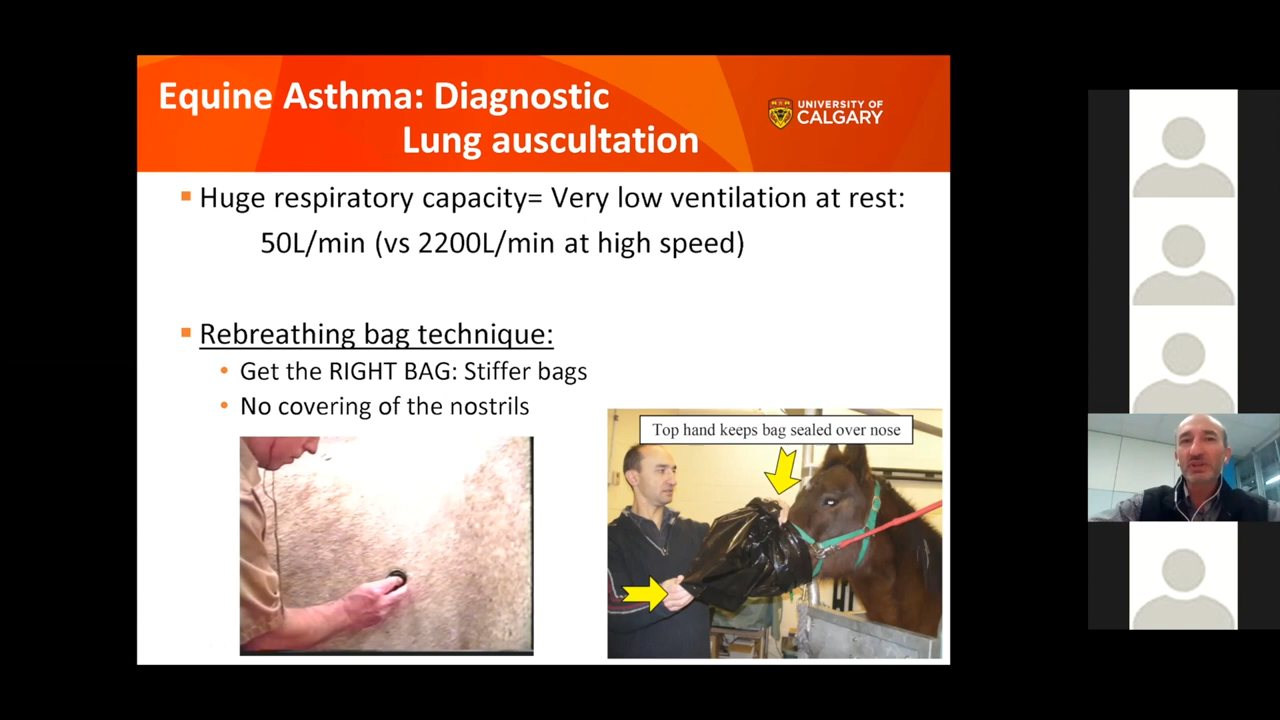 Equine Asthma: Diagnostic
Lung auscultation
UNIVERSITY OF
CALGARY
Huge respiratory capacity= Very low ventilation at rest:
50L/min (vs 2200L/min at high speed)
Rebreathing bag technique:
Get the RIGHT BAG: Stiffer bags
No covering of the nostrils
Top hand keeps bag sealed over nose